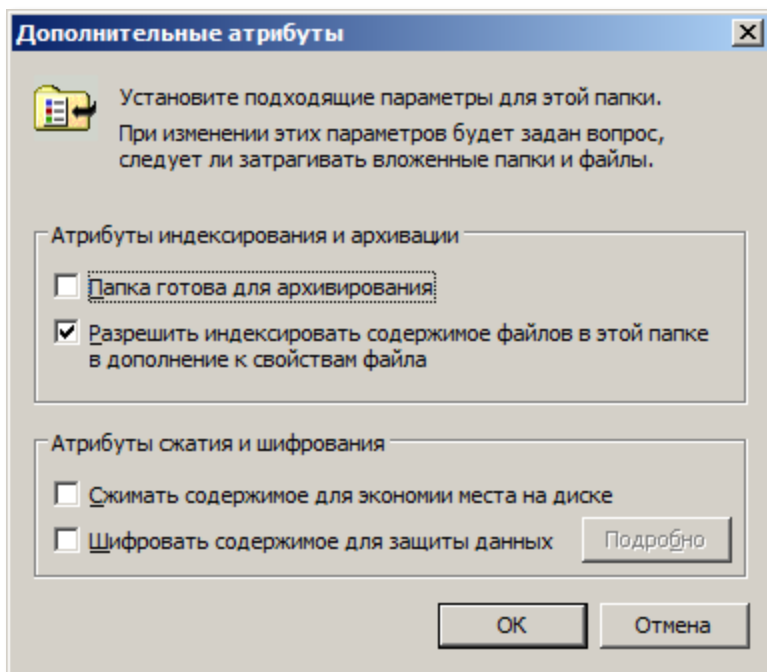 Дополнительные атрибуты
Установите подходящие параметры для этой папки.
При изменении этих параметров будет задан вопрос,
следует ли затрагивать вложенные папки и файлы.
Атрибуты индексирования и архивации
Папка готова для архивирования
Разрешить индексировать содержимое файлов в этой папке
в дополнение к свойствам файла
Атрибуты сжатия и шифрования
Сжимать содержимое для экономии места на диске
Шифровать содержимое для защиты данных
Подробно
ОК
Отмена